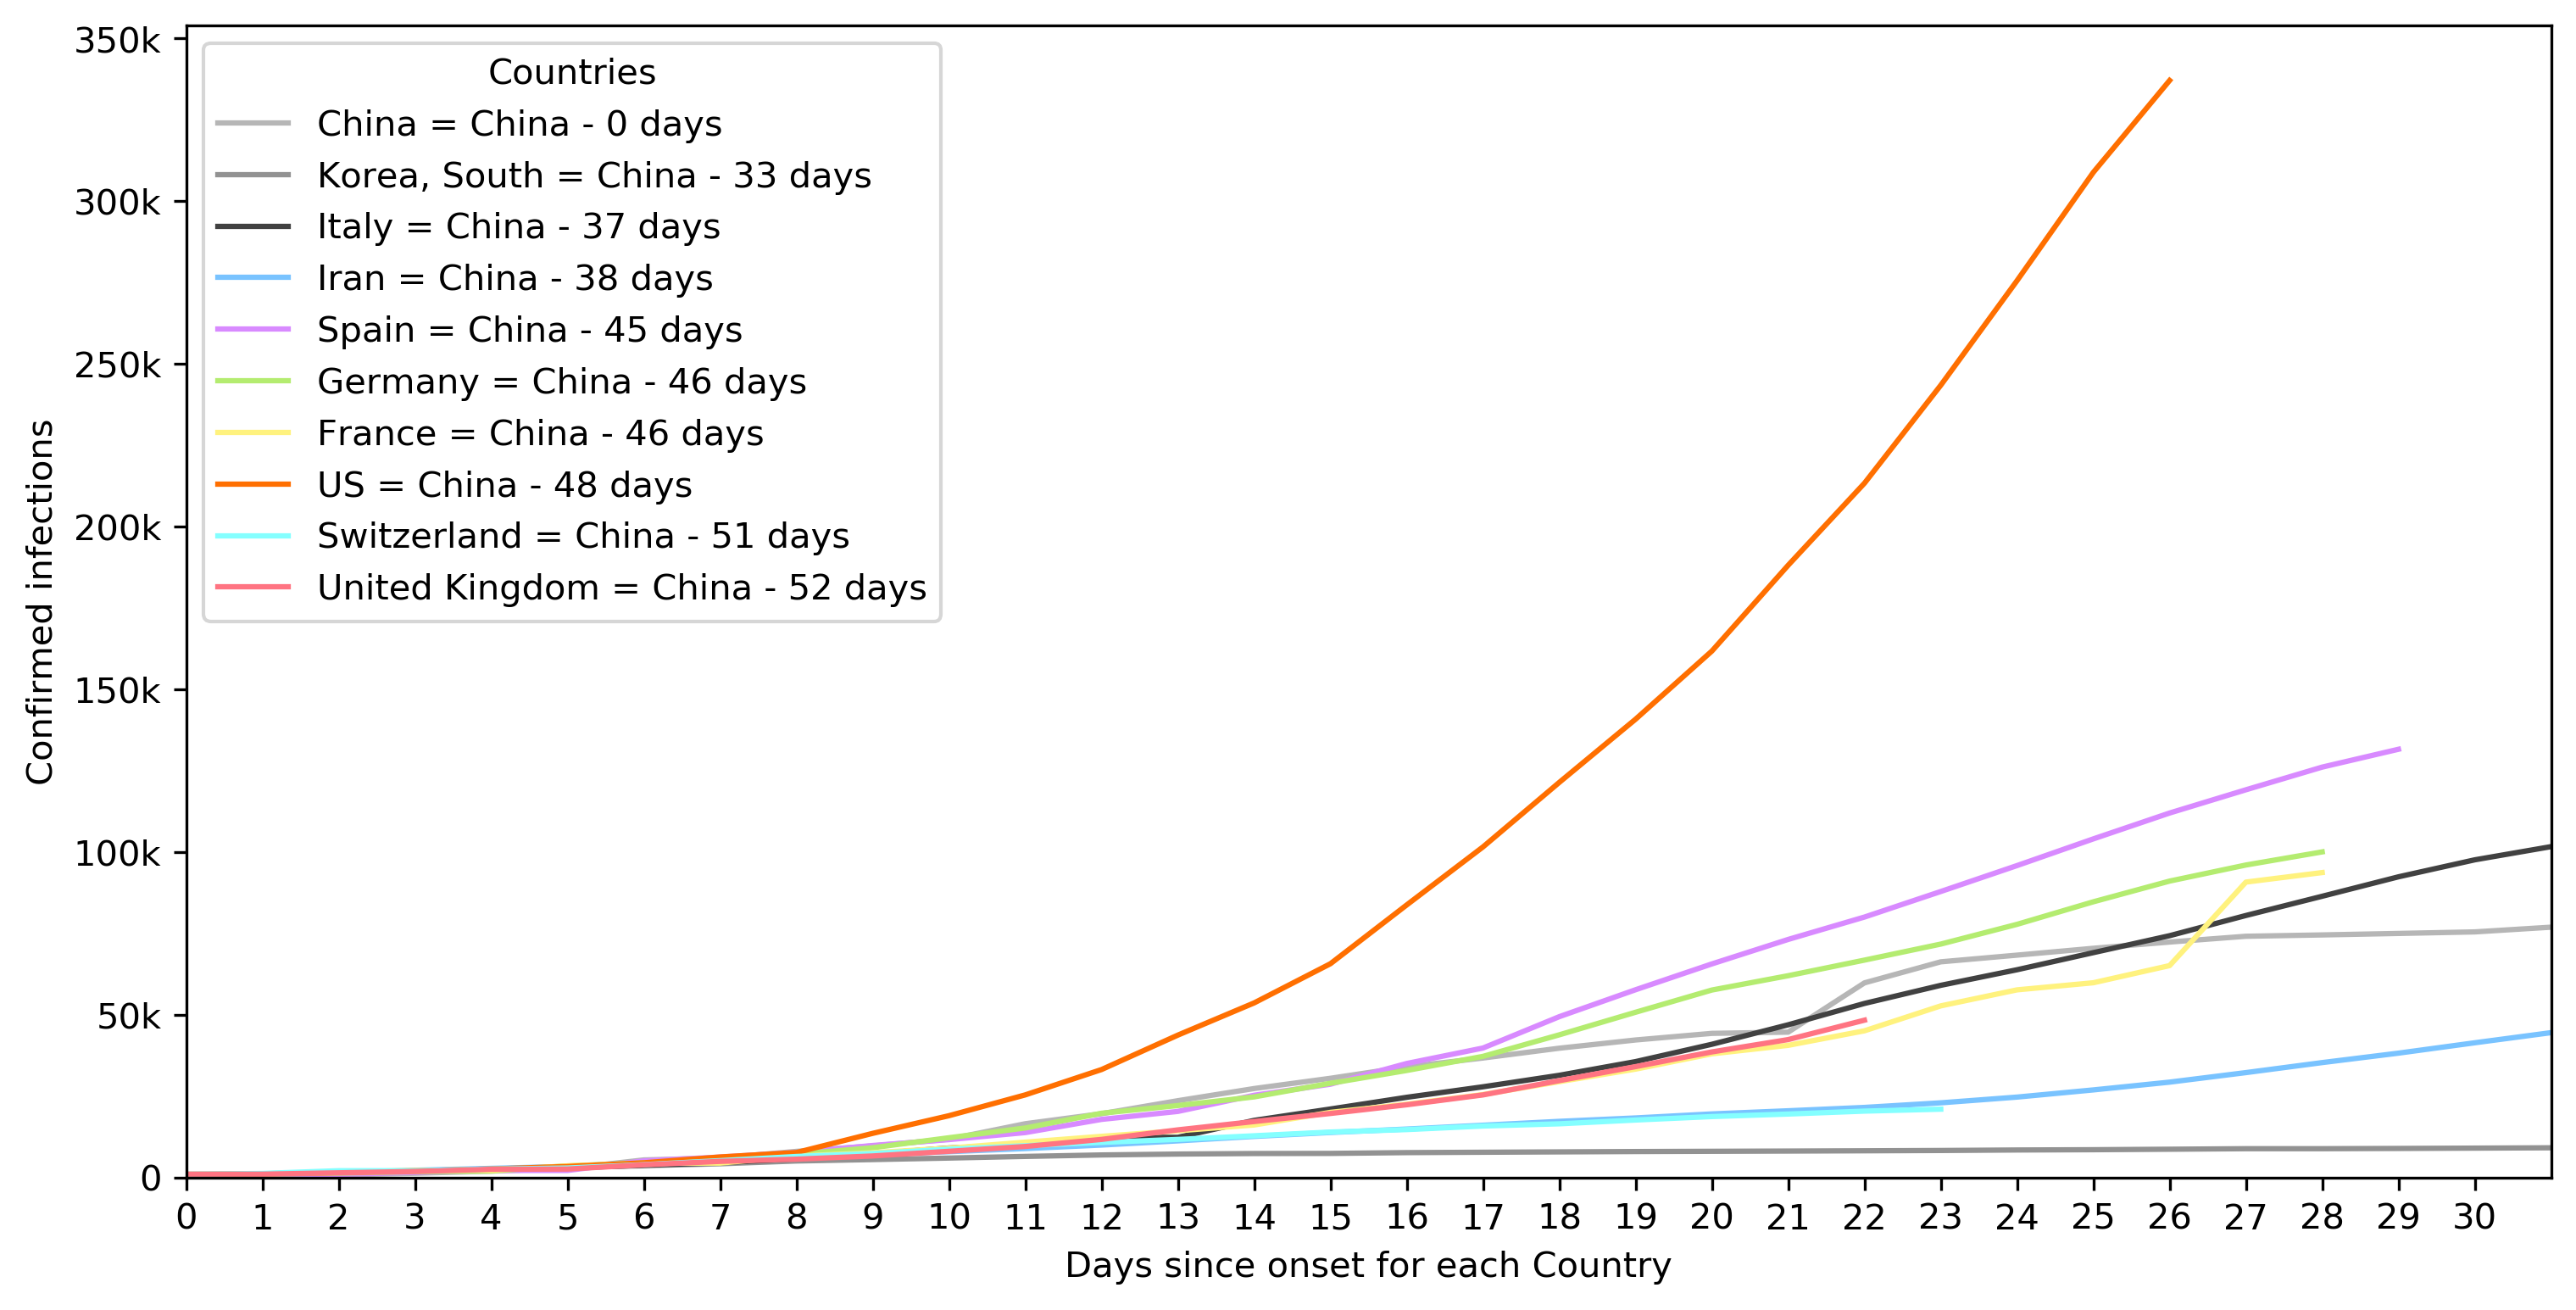 350k
300k
250k
200k
150k
100k
50k
0
Confirmed infections
Countries
China = China - 0 days
Korea, South = China - 33 days
Italy = China - 37 days
Iran = China - 38 days
Spain = China - 45 days
Germany = China - 46 days
France = China - 46 days
US = China - 48 days
Switzerland = China - 51 days
United Kingdom = China - 52 days
0 1 2 3 4 5 6 7 8 9 10 11 12 13 14 15 16 17 18 19 20 21 22 23 24 25 26 27 28 29 30
Days since onset for each Country